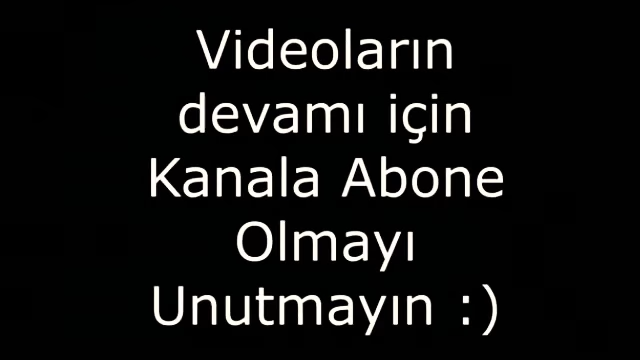 Videoların
devamı için
Kanala Abone
Olmayı
Unutmayın :)